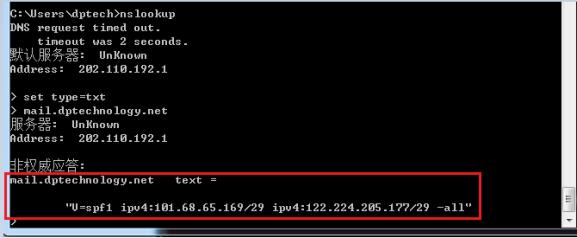 C:\Users\dptech>nslookup
DNS request timed out.
    timeout was 2 seconds.
默认服务器:  UnKnown
Address:  202.110.192.1

> set type=txt
> mail.dptechnology.net
服务器:  UnKnown
Address:  202.110.192.1

非权威应答:
mail.dptechnology.net   text =

        "V=spf1 ipv4:101.68.65.169/29 ipv4:122.224.205.177/29 -all"
>